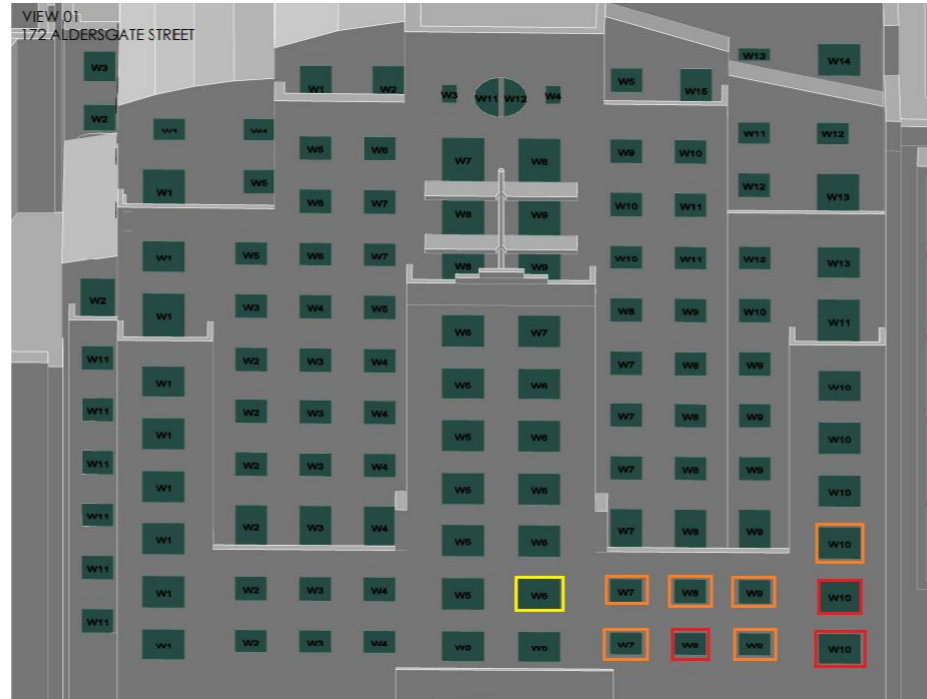 VIEW 01
172 ALDERSGATE STREET
W13
W14
W3
W1 W2 W3 W11 W12 W4 W5 W15
W2
W1 W4 W5 W6 W7 W8 W9 W10 W11 W12
W1 W5 W6 W7 W8 W9 W10 W11 W12 W13
W1 W5 W6 W7 W8 W9 W10 W11 W12 W13
W2 W1 W3 W4 W5 W8 W9 W10 W11
W6 W7
W11 W2 W3 W4 W7 W8 W9
W1 W5 W6 W10
W11 W2 W3 W4 W7 W8 W9
W1 W5 W6 W10
W11 W2 W3 W4 W7 W8 W9
W1 W5 W6 W10
W11 W2 W3 W4 W7 W8 W9
W1 W5 W6 W10
W11
W1 W2 W3 W4 W5 W6 W7 W8 W9 W10
W11
W1 W2 W3 W4 W5 W6 W7 W8 W9 W10